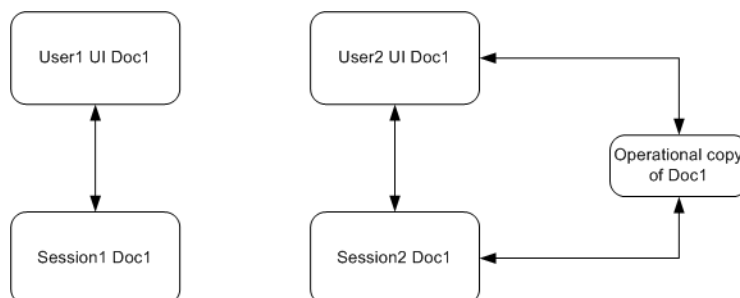 User1 UI Doc1
User2 UI Doc1
Operational copy
of Doc1
Session1 Doc1
Session2 Doc1